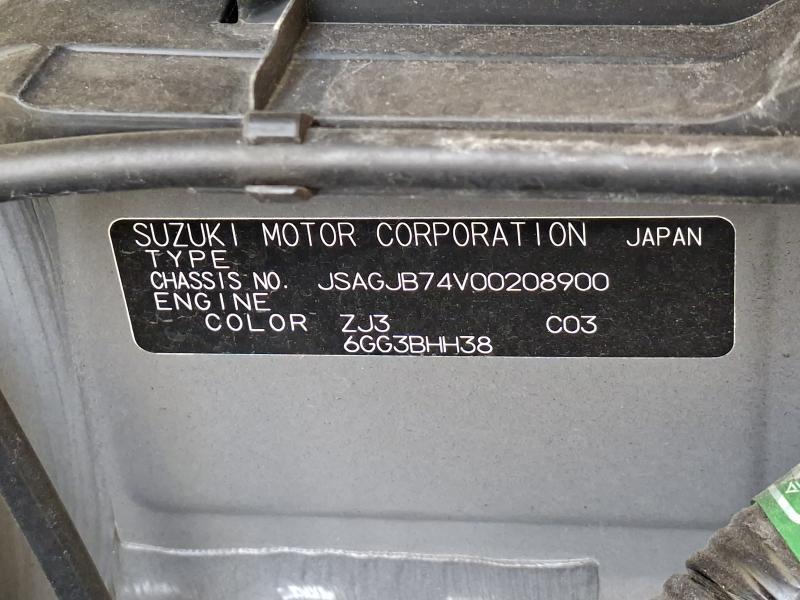 SUZUKI MOTOR CORPORATION JAPAN
TYPE
CHASSIS NO. JSAGJB74V00208900
ENGINE
COLOR ZJ3 C03
6GG3BHH38